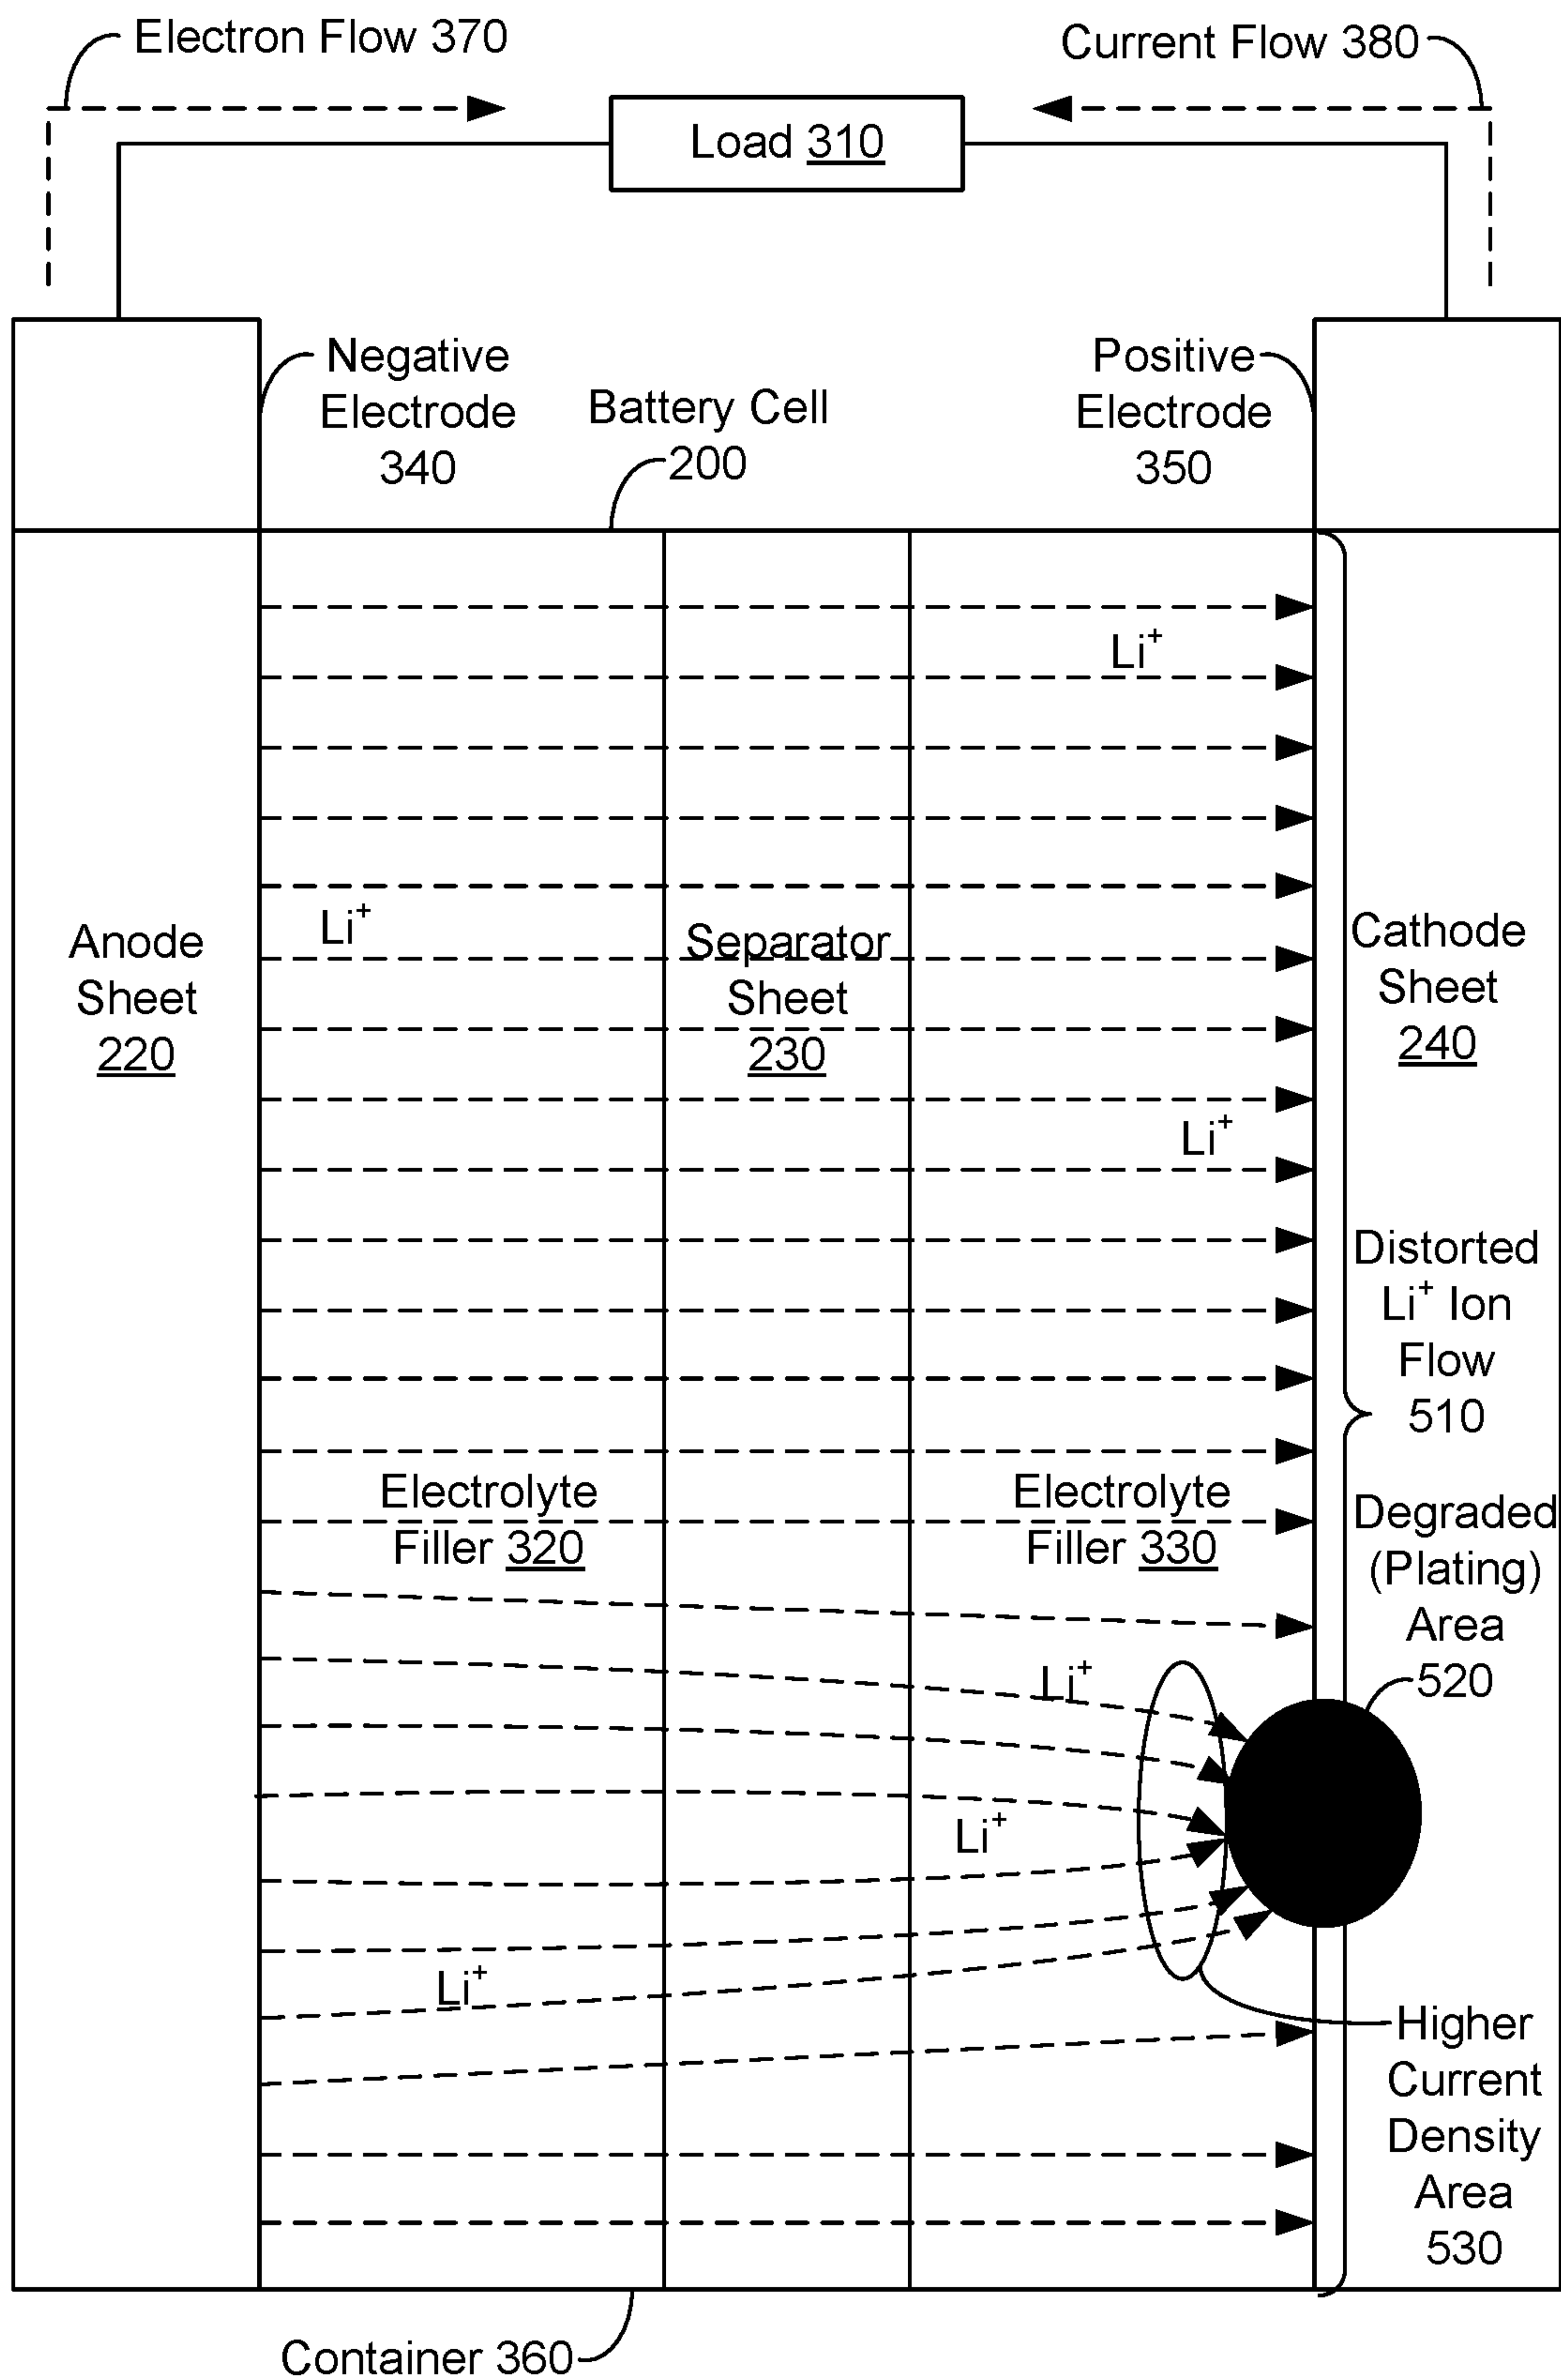 Electron Flow 370
Current Flow 380
Load 310
Negative
Electrode
340
Battery Cell
200
Positive
Electrode
350
Li⁺
Li⁺
Anode
Sheet
220
Separator
Sheet
230
Cathode
Sheet
240
Li⁺
Distorted
Li⁺ Ion
Flow
510
Electrolyte
Filler 320
Electrolyte
Filler 330
Degraded
(Plating)
Area
520
Li⁺
Li⁺
Li⁺
Higher
Current
Density
Area
530
Container 360